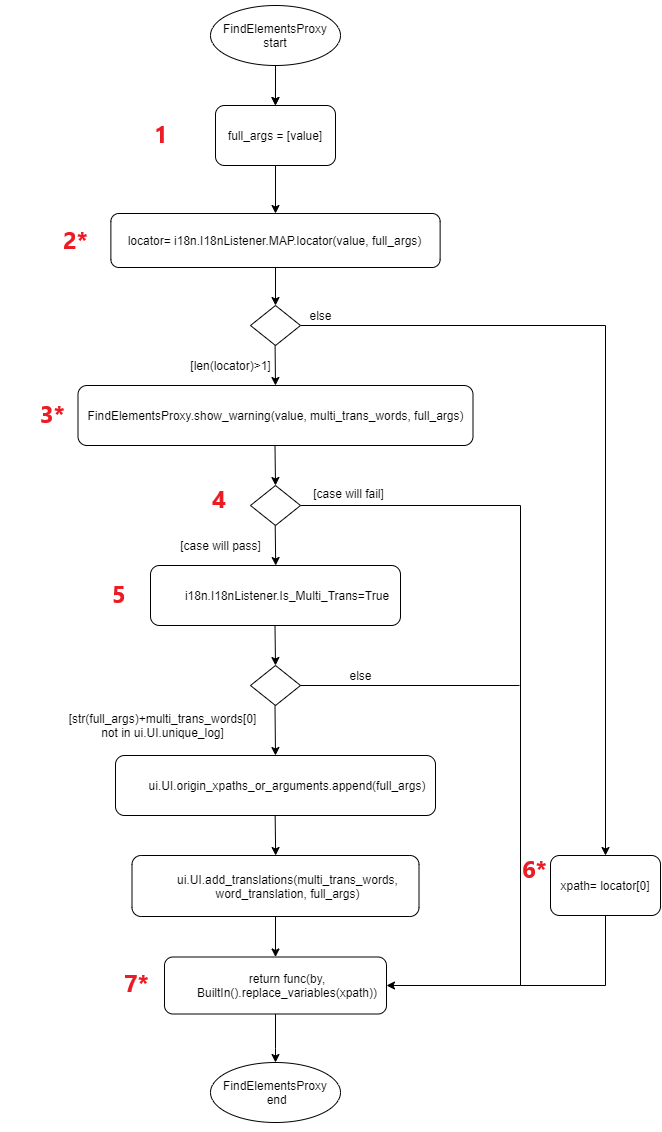 FindElementsProxy
start
1
full_args = [value]
2*
locator= i18n.I18nListener.MAP.locator(value, full_args)
else
[len(locator)>1]
3*
FindElementsProxy.show_warning(value, multi_trans_words, full_args)
4
[case will fail]
[case will pass]
5
i18n.I18nListener.Is_Multi_Trans=True
else
[str(full_args)+multi_trans_words[0]
not in ui.UI.unique_log]
ui.UI.origin_xpaths_or_arguments.append(full_args)
ui.UI.add_translations(multi_trans_words,
word_translation, full_args)
6*
xpath= locator[0]
7*
return func(by,
BuiltIn().replace_variables(xpath))
FindElementsProxy
end